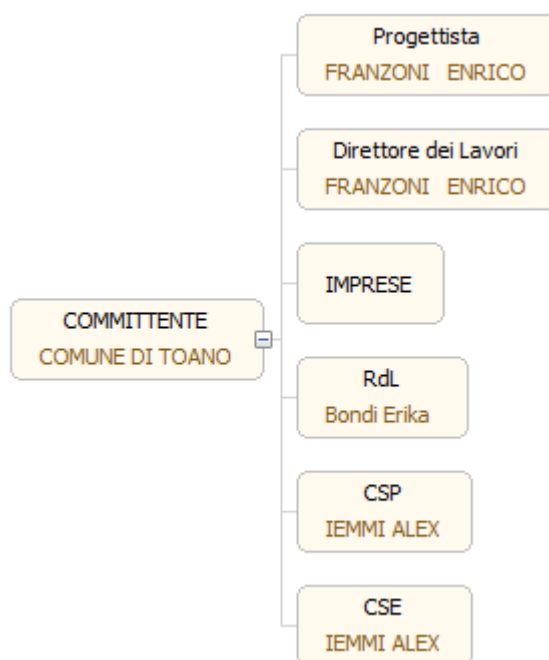 Progettista
FRANZONI ENRICO
Direttore dei Lavori
FRANZONI ENRICO
IMPRESE
COMMITTENTE
COMUNE DI TOANO
RdL
Bondi Erika
CSP
IEMMI ALEX
CSE
IEMMI ALEX